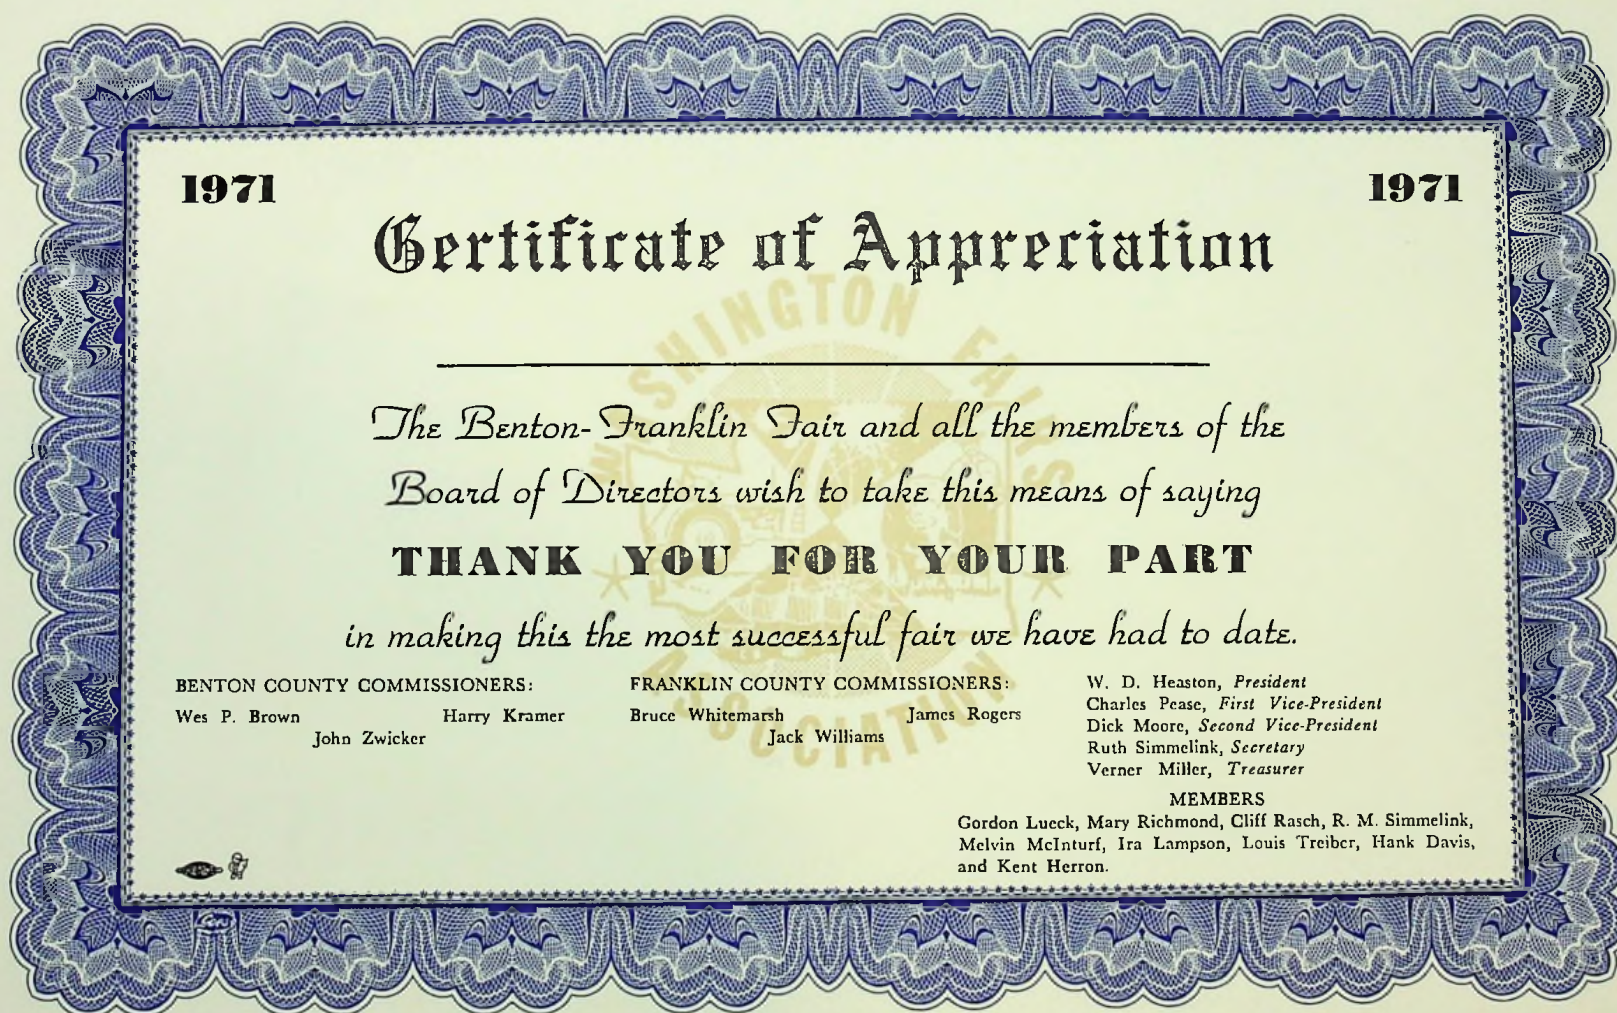 1971 1971
Certificate of Appreciation
WASHINGTON FAIRS
The Benton-Franklin Fair and all the members of the
Board of Directors wish to take this means of saying
THANK YOU FOR YOUR PART
in making this the most successful fair we have had to date.
ASSOCIATION
BENTON COUNTY COMMISSIONERS:
Wes P. Brown Harry Kramer
John Zwicker
FRANKLIN COUNTY COMMISSIONERS:
Bruce Whitemarsh James Rogers
Jack Williams
W. D. Heaston, President
Charles Pease, First Vice-President
Dick Moore, Second Vice-President
Ruth Simmelink, Secretary
Verner Miller, Treasurer
MEMBERS
Gordon Lueck, Mary Richmond, Cliff Rasch, R. M. Simmelink,
Melvin McInturf, Ira Lampson, Louis Treiber, Hank Davis,
and Kent Herron.